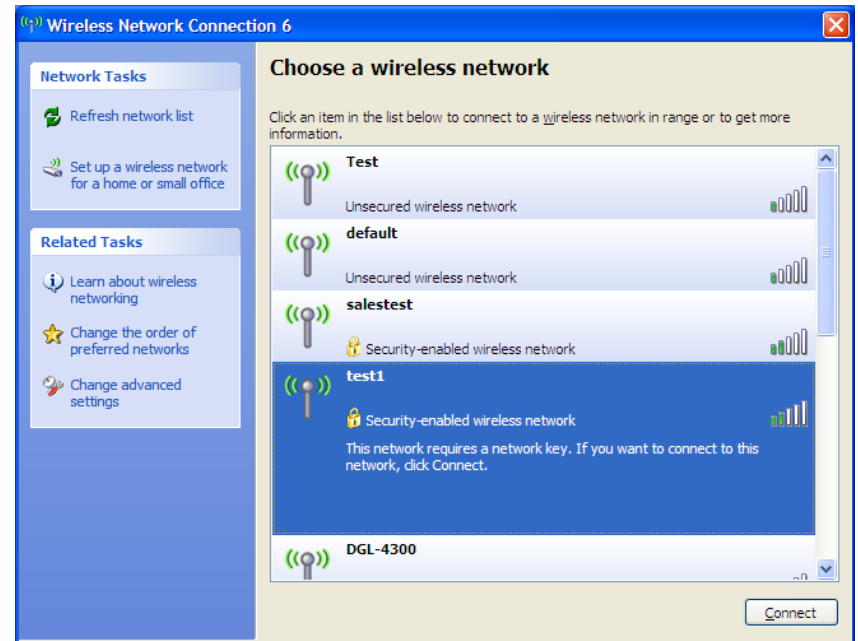 Wireless Network Connection 6
Network Tasks
Refresh network list
Set up a wireless network
for a home or small office
Related Tasks
Learn about wireless
networking
Change the order of
preferred networks
Change advanced
settings
Choose a wireless network
Click an item in the list below to connect to a wireless network in range or to get more
information.
Test
Unsecured wireless network
default
Unsecured wireless network
salestest
Security-enabled wireless network
test1
Security-enabled wireless network
This network requires a network key. If you want to connect to this
network, click Connect.
DGL-4300
Connect